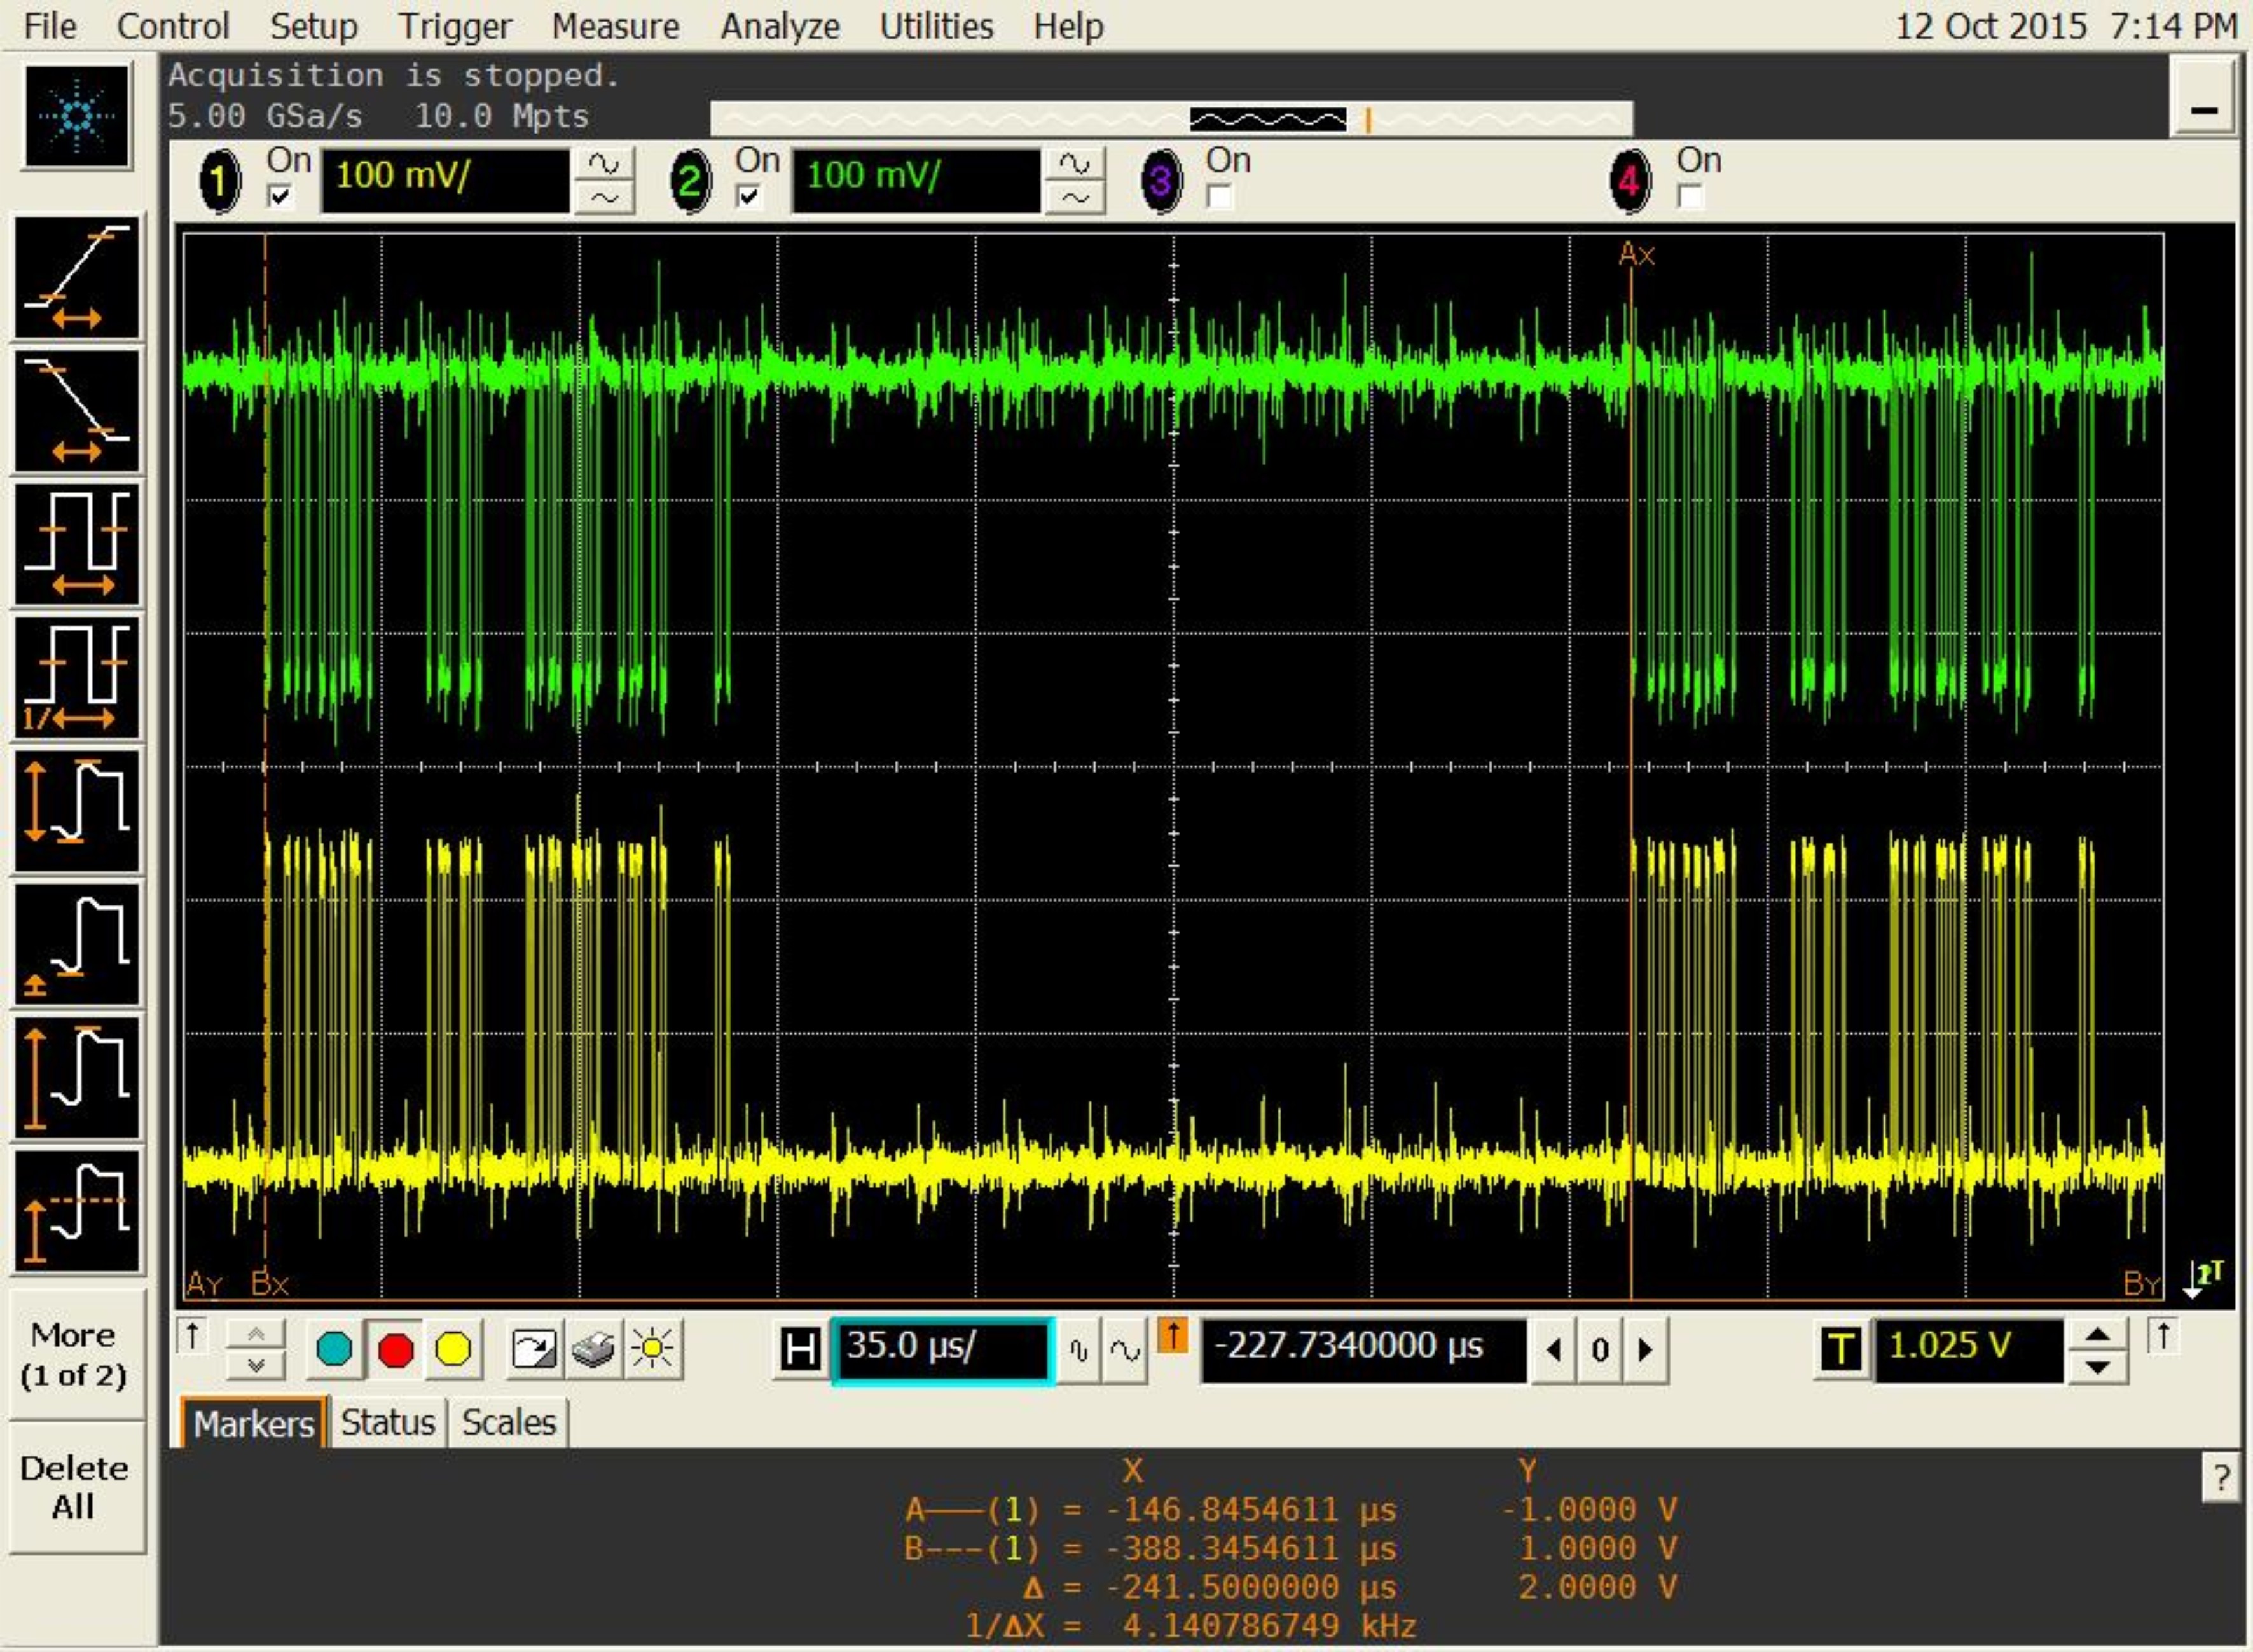 File Control Setup Trigger Measure Analyze Utilities Help 12 Oct 2015 7:14 PM
Acquisition is stopped.
5.00 GSa/s 10.0 Mpts
1 On 100 mV/ 2 On 100 mV/ 3 On 4 On
Ax
1/
AY Bx BY
T
More
(1 of 2)
H 35.0 µs/ -227.7340000 µs 0 T 1.025 V
Markers Status Scales
Delete
All
X Y
A───(1) = -146.8454611 µs -1.0000 V
B---(1) = -388.3454611 µs 1.0000 V
Δ = -241.5000000 µs 2.0000 V
1/ΔX = 4.140786749 kHz
?